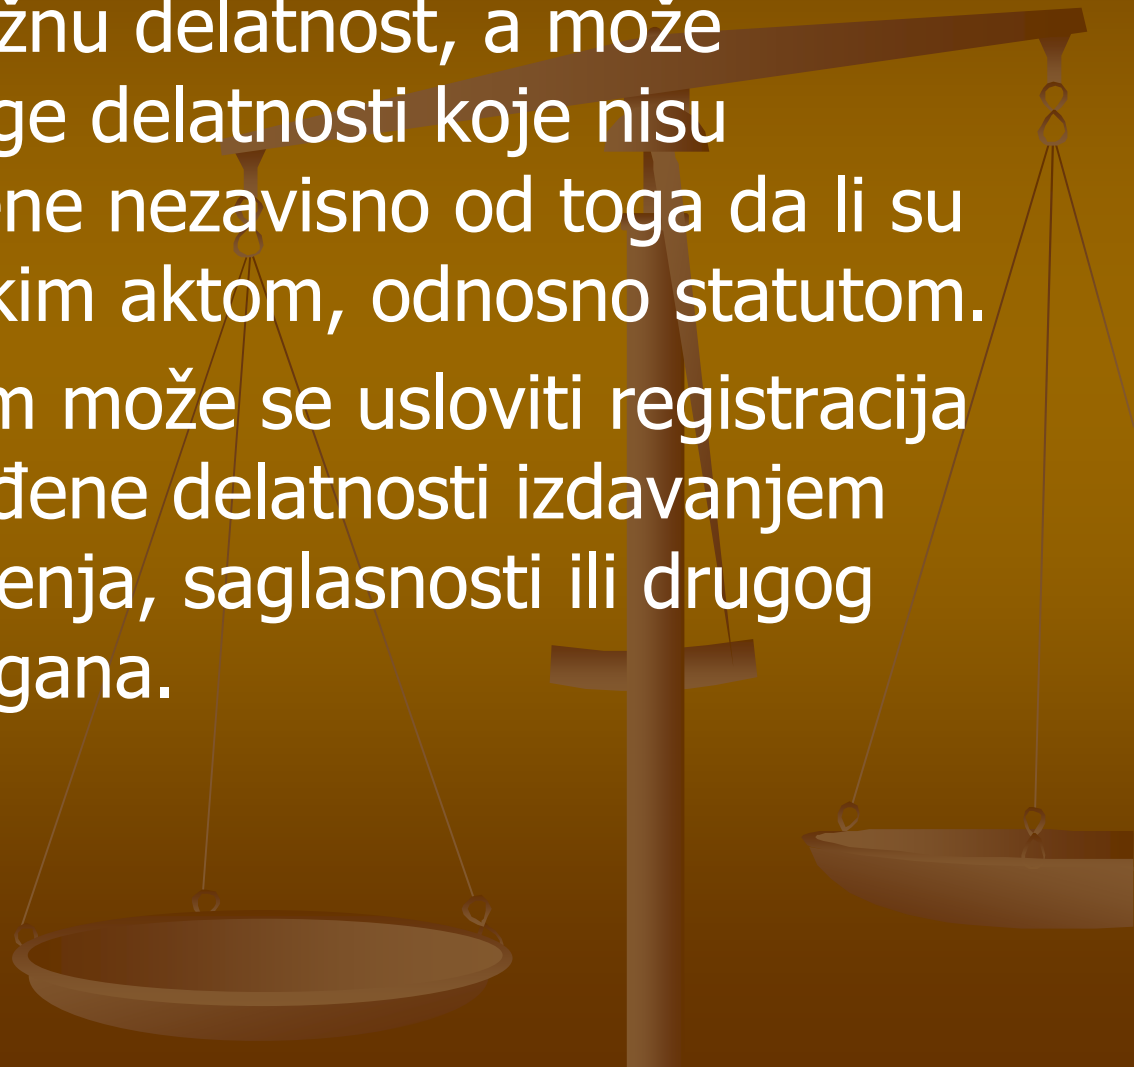 žnu delatnost, a može
ge delatnosti koje nisu
ene nezavisno od toga da li su
kim aktom, odnosno statutom.
m može se usloviti registracija
đene delatnosti izdavanjem
enja, saglasnosti ili drugog
gana.